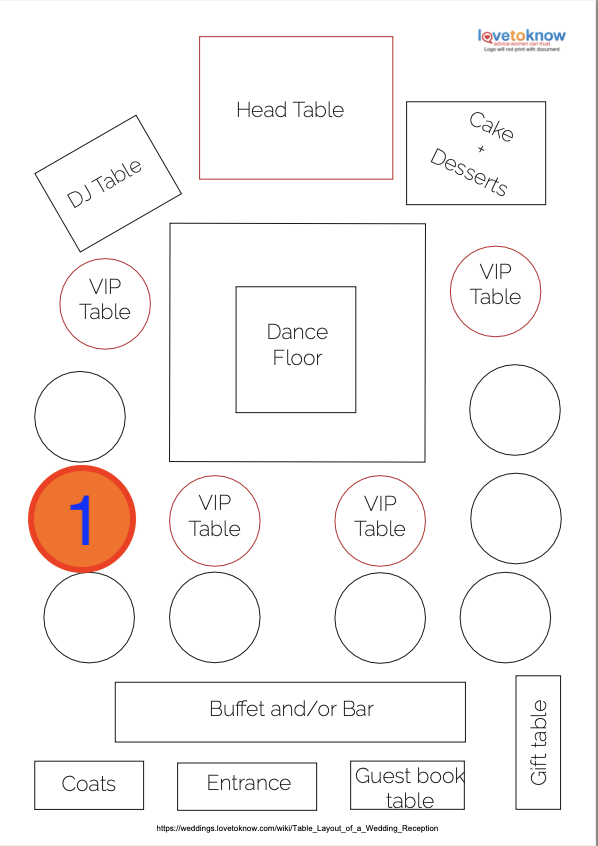 lovetoknow
advice women can trust
Logo will not print with document
Head Table
Cake
+
Desserts
DJ Table
VIP
Table
VIP
Table
Dance
Floor
1
VIP
Table
VIP
Table
Buffet and/or Bar
Gift table
Coats
Entrance
Guest book
table
https://weddings.lovetoknow.com/wiki/Table_Layout_of_a_Wedding_Reception